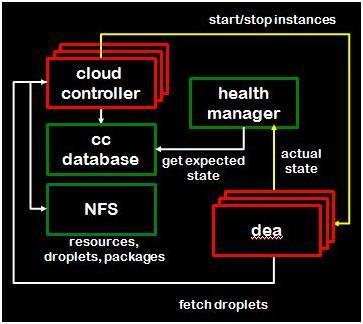 start/stop instances
cloud
controller
health
manager
cc
database
get expected
state
actual
state
NFS
resources,
droplets, packages
dea
fetch droplets